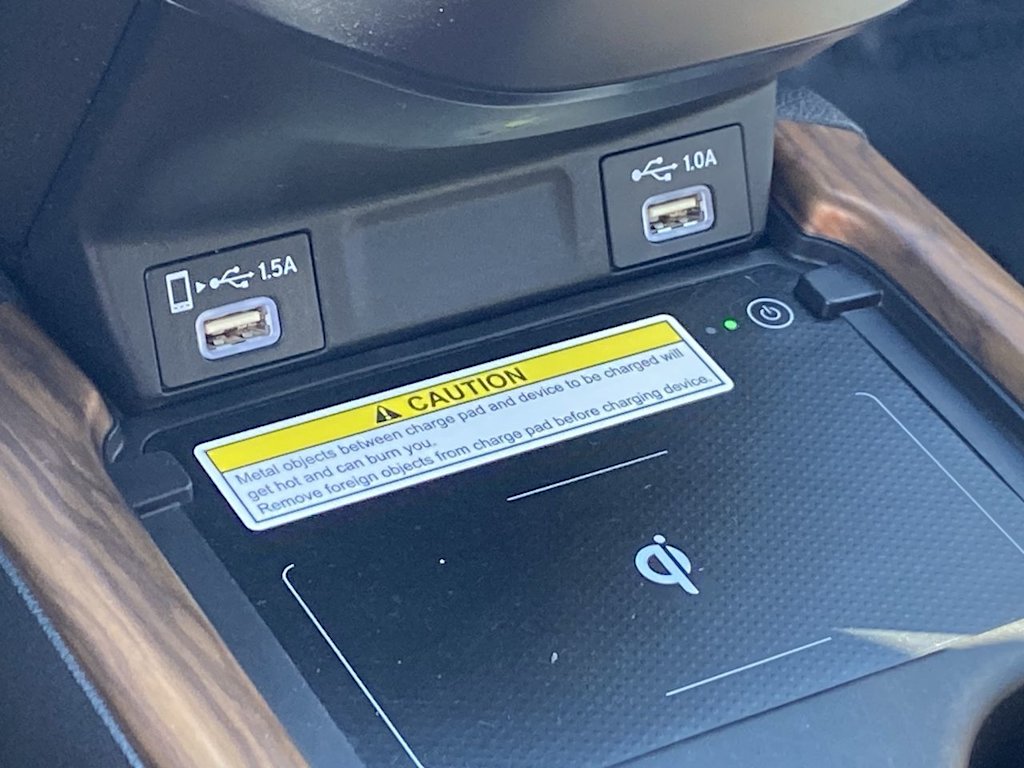 1.0A
1.5A
CAUTION
Metal objects between charge pad and device to be charged will
get hot and can burn you.
Remove foreign objects from charge pad before charging device.